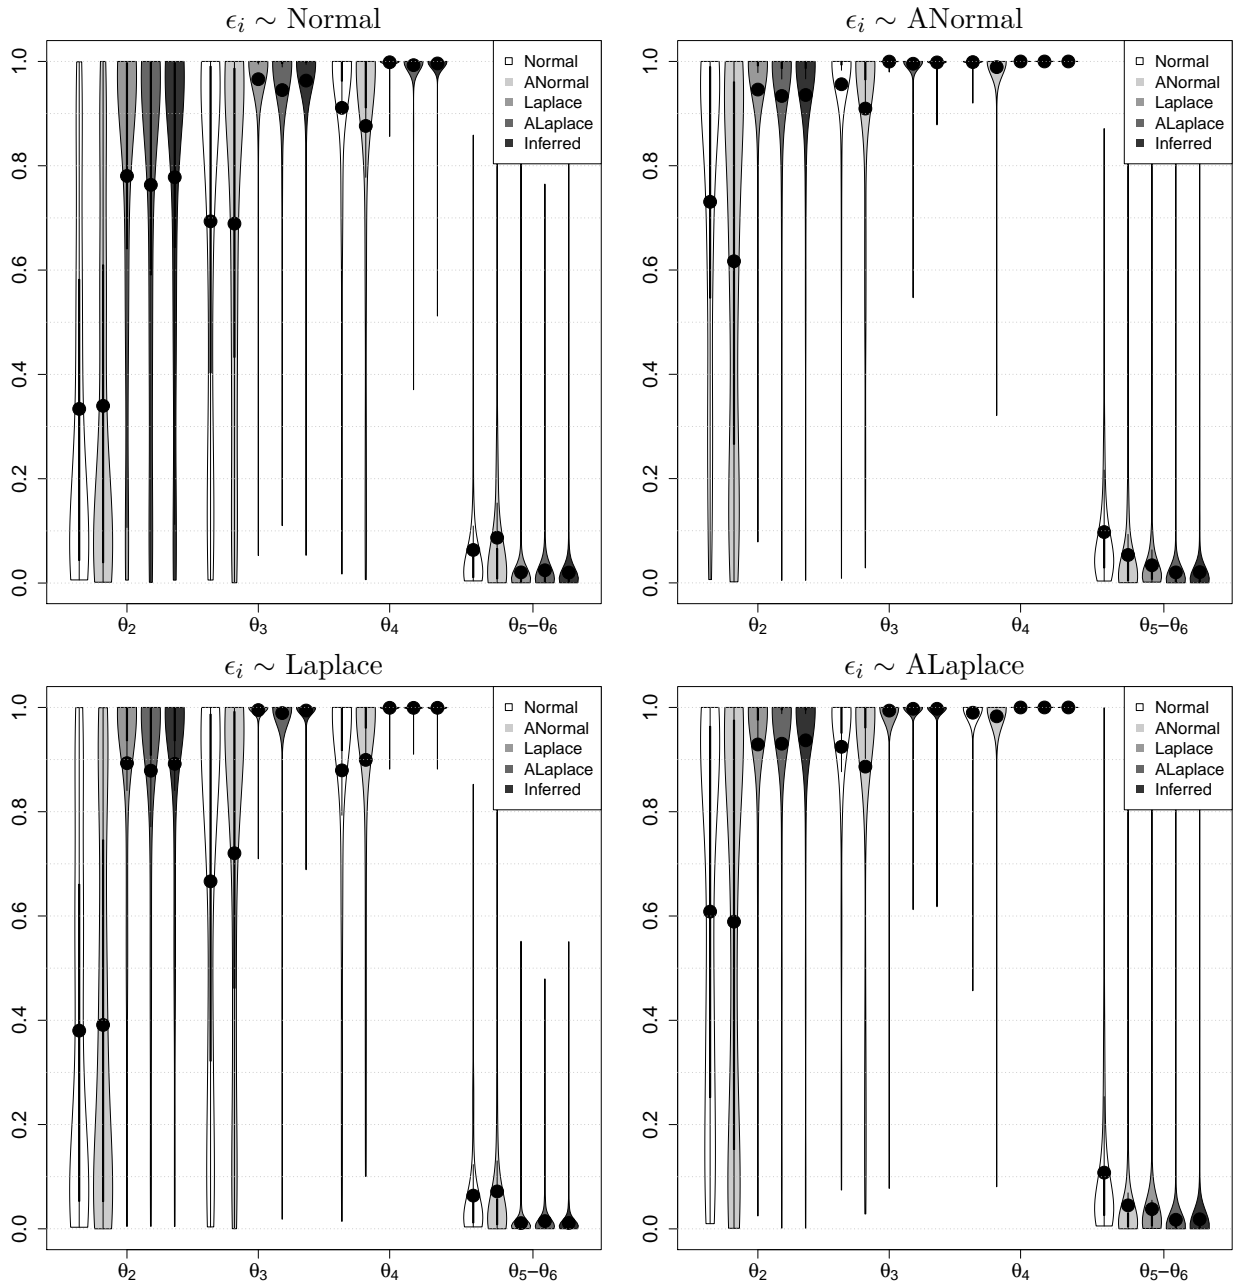 ϵᵢ ∼ Normal
1.0
0.8
0.6
0.4
0.2
0.0
Normal
ANormal
Laplace
ALaplace
Inferred
θ₂ θ₃ θ₄ θ₅−θ₆
ϵᵢ ∼ ANormal
1.0
0.8
0.6
0.4
0.2
0.0
Normal
ANormal
Laplace
ALaplace
Inferred
θ₂ θ₃ θ₄ θ₅−θ₆
ϵᵢ ∼ Laplace
1.0
0.8
0.6
0.4
0.2
0.0
Normal
ANormal
Laplace
ALaplace
Inferred
θ₂ θ₃ θ₄ θ₅−θ₆
ϵᵢ ∼ ALaplace
1.0
0.8
0.6
0.4
0.2
0.0
Normal
ANormal
Laplace
ALaplace
Inferred
θ₂ θ₃ θ₄ θ₅−θ₆